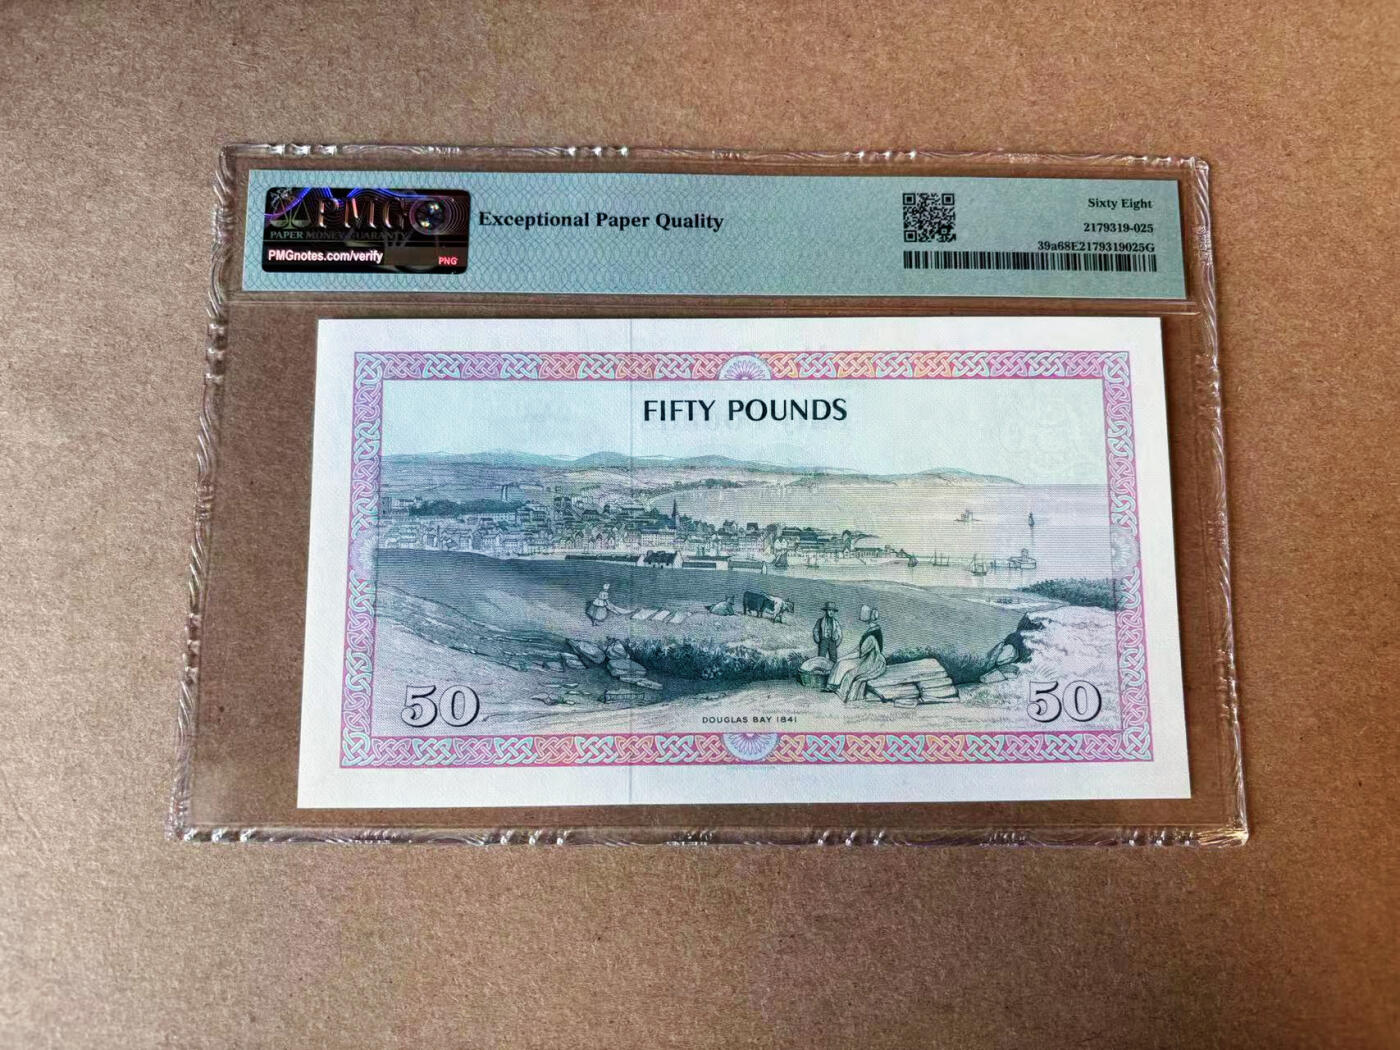 PMG
PAPER MONEY GUARANTY
PMGnotes.com/verify
PNG
Exceptional Paper Quality
Sixty Eight
2179319-025
39a68E2179319025G
FIFTY POUNDS
50
50
DOUGLAS BAY 1841